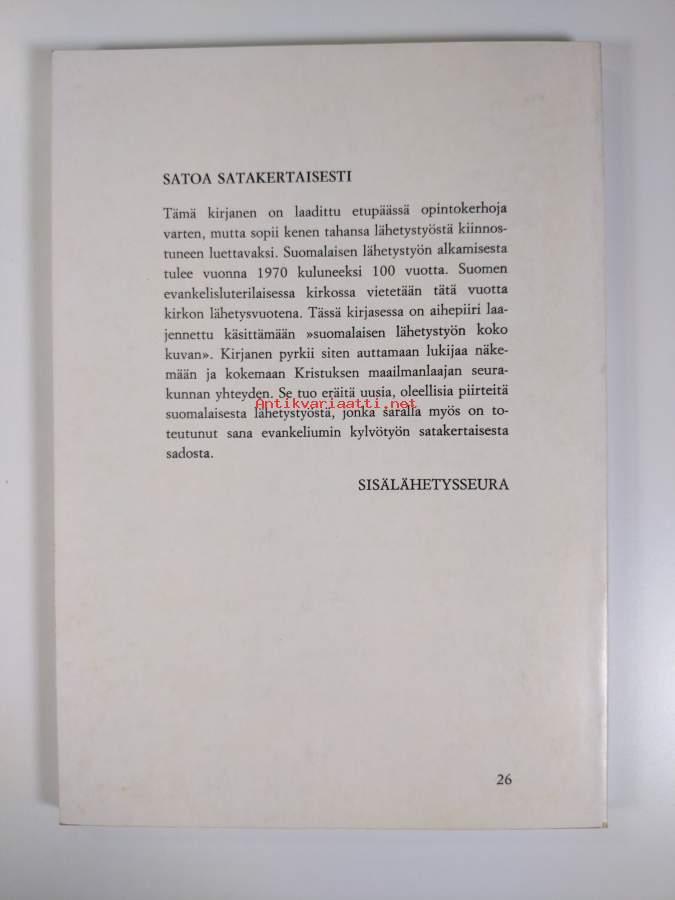 SATOA SATAKERTAISESTI
Tämä kirjanen on laadittu etupäässä opintokerhoja
varten, mutta sopii kenen tahansa lähetystyöstä kiinnos-
tuneen luettavaksi. Suomalaisen lähetystyön alkamisesta
tulee vuonna 1970 kuluneeksi 100 vuotta. Suomen
evankelisluterilaisessa kirkossa vietetään tätä vuotta
kirkon lähetysvuotena. Tässä kirjasessa on aihepiiri laa-
jennettu käsittämään »suomalaisen lähetystyön koko
kuvan». Kirjanen pyrkii siten auttamaan lukijaa näke-
mään ja kokemaan Kristuksen maailmanlaajan seura-
kunnan yhteyden. Se tuo eräitä uusia, oleellisia piirteitä
Antikvariaatti.net
suomalaisesta lähetystyöstä, jonka saralla myös on to-
teutunut sana evankeliumin kylvötyön satakertaisesta
sadosta.
SISÄLÄHETYSSEURA
26